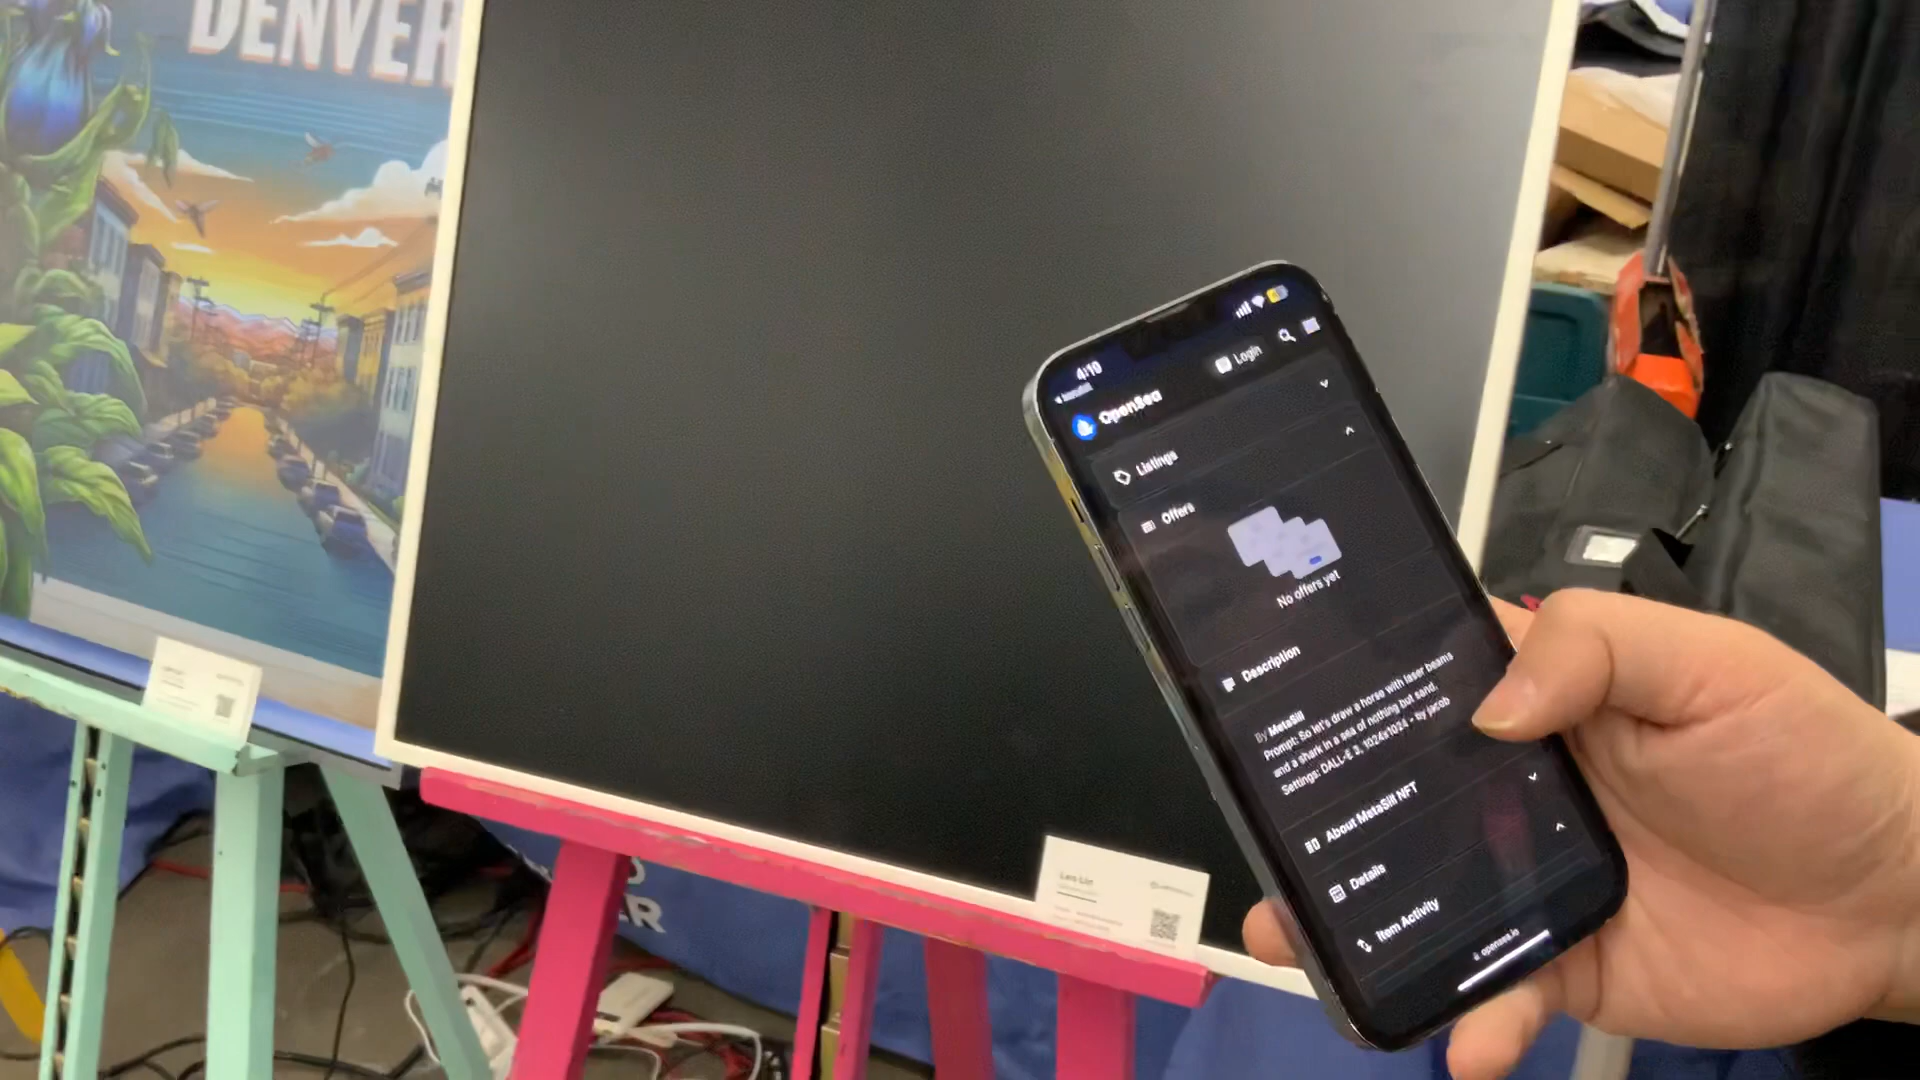 DENVER
4:10
Login
OpenSea
Listings
Offers
No offers yet
Description
By MetaSill
Prompt: So let's draw a horse with laser beams
and a shark in a sea of nothing but sand.
Settings: DALL-E 3, 1024x1024 - by jacob
About MetaSill NFT
Details
Item Activity
opensea.io